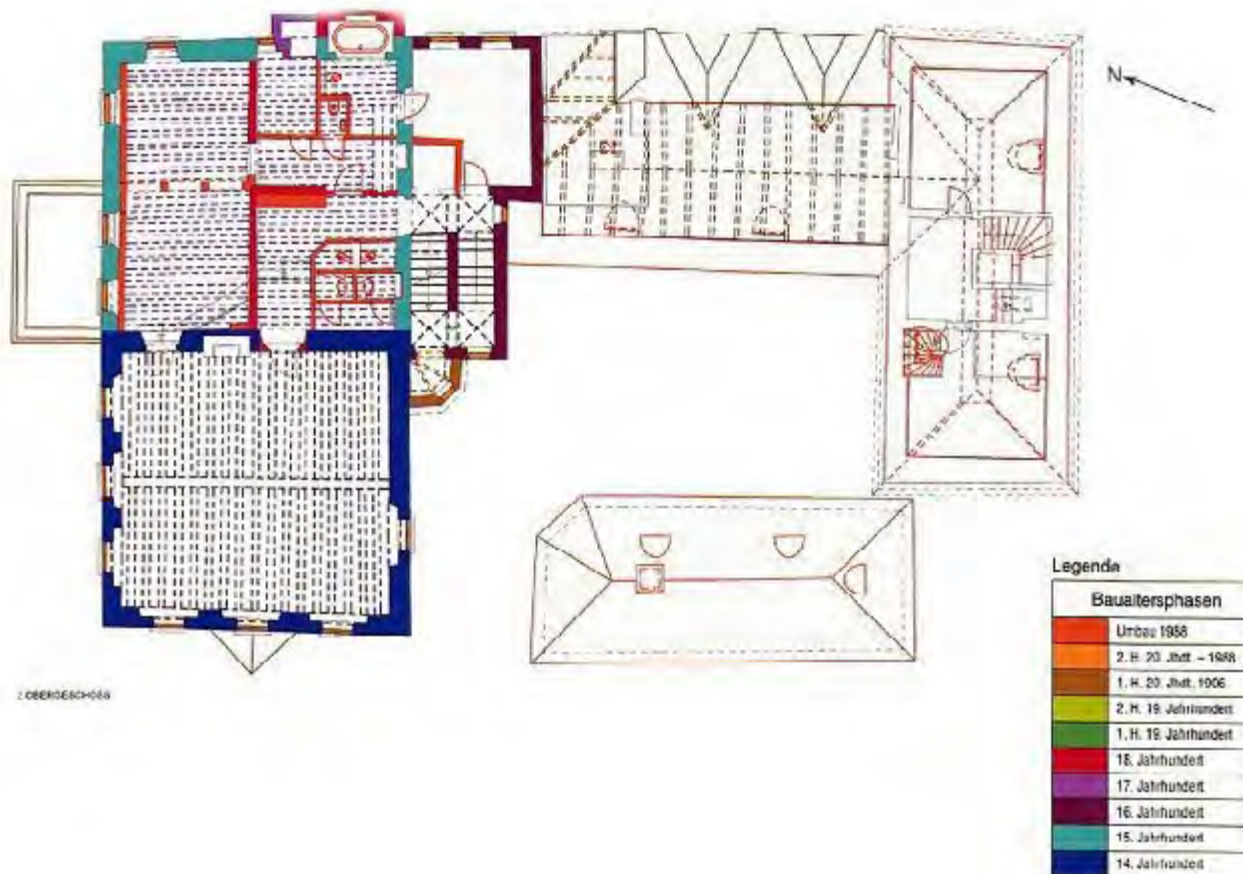 N
2 OBERGESCHOSS
Legende
Baualtersphasen
Umbau 1988
2. H. 20. Jhdt. – 1988
1. H. 20. Jhdt. 1906
2. H. 19. Jahrhundert
1. H. 19. Jahrhundert
18. Jahrhundert
17. Jahrhundert
16. Jahrhundert
15. Jahrhundert
14. Jahrhundert